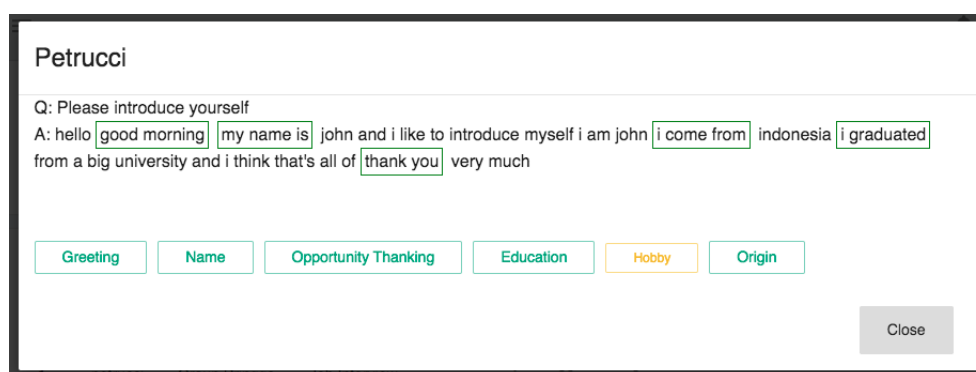 Petrucci
Q: Please introduce yourself
A: hello good morning my name is john and i like to introduce myself i am john i come from indonesia i graduated
from a big university and i think that's all of thank you very much
Greeting Name Opportunity Thanking Education Hobby Origin
Close